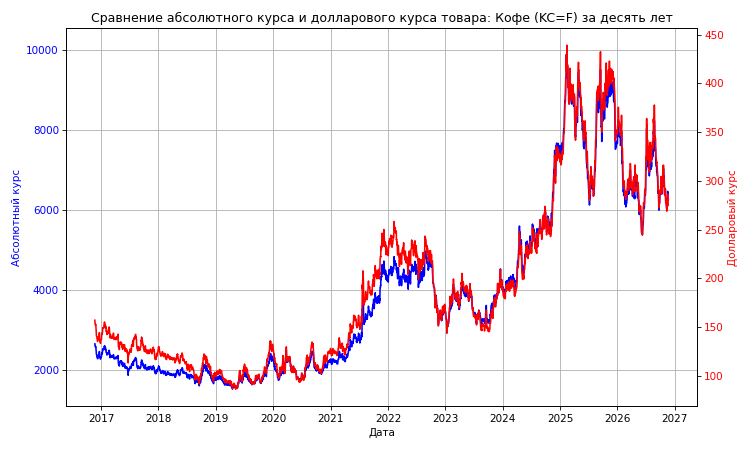 Сравнение абсолютного курса и долларового курса товара: Кофе (KC=F) за десять лет
10000
8000
6000
4000
2000
Абсолютный курс
450
400
350
300
250
200
150
100
Долларовый курс
2017 2018 2019 2020 2021 2022 2023 2024 2025 2026 2027
Дата